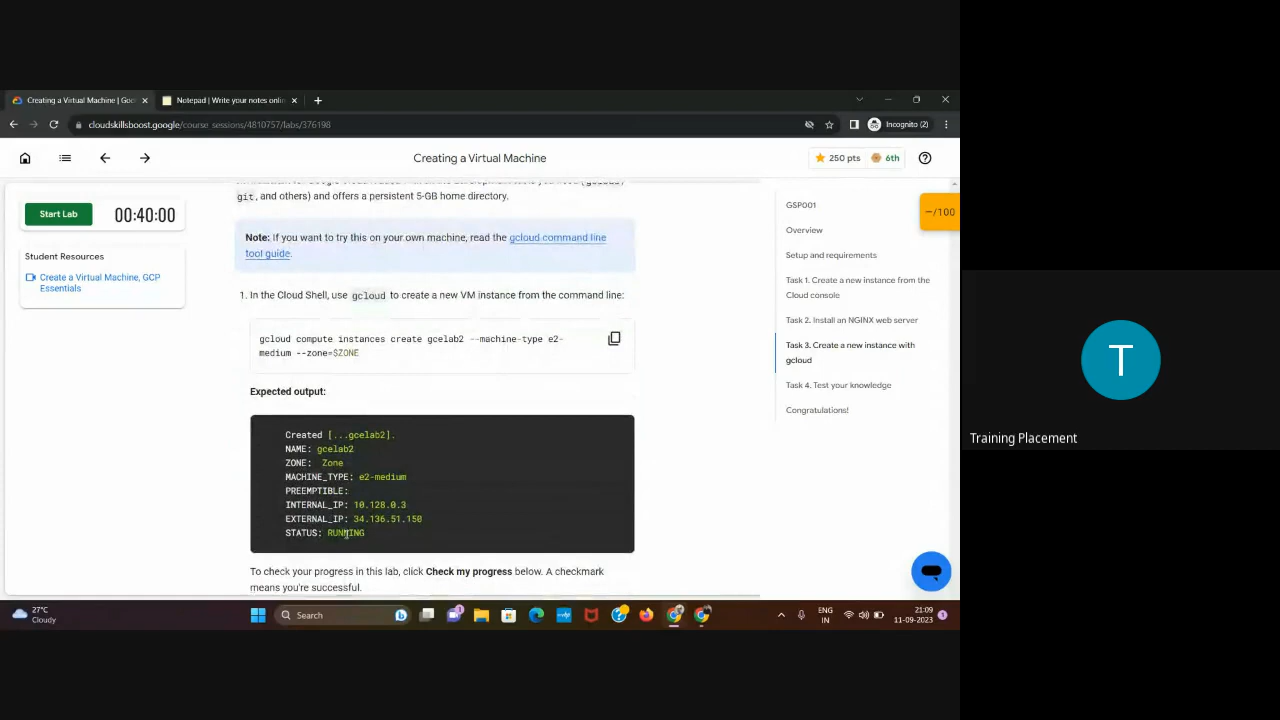 Creating a Virtual Machine | Goo
Notepad | Write your notes onlin
cloudskillsboost.google/course_sessions/4810757/labs/376198
Incognito (2)
Creating a Virtual Machine
250 pts
6th
Start Lab
00:40:00
Student Resources
Create a Virtual Machine, GCP
Essentials
git, and others) and offers a persistent 5-GB home directory.
Note: If you want to try this on your own machine, read the gcloud command line
tool guide.
1. In the Cloud Shell, use gcloud to create a new VM instance from the command line:
gcloud compute instances create gcelab2 --machine-type e2-
medium --zone=$ZONE
Expected output:
Created [...gcelab2].
NAME: gcelab2
ZONE: Zone
MACHINE_TYPE: e2-medium
PREEMPTIBLE:
INTERNAL_IP: 10.128.0.3
EXTERNAL_IP: 34.136.51.150
STATUS: RUNNING
To check your progress in this lab, click Check my progress below. A checkmark
means you're successful.
GSP001
Overview
Setup and requirements
Task 1. Create a new instance from the
Cloud console
Task 2. Install an NGINX web server
Task 3. Create a new instance with
gcloud
Task 4. Test your knowledge
Congratulations!
–/100
T
Training Placement
27°C
Cloudy
Search
ENG
IN
21:09
11-09-2023